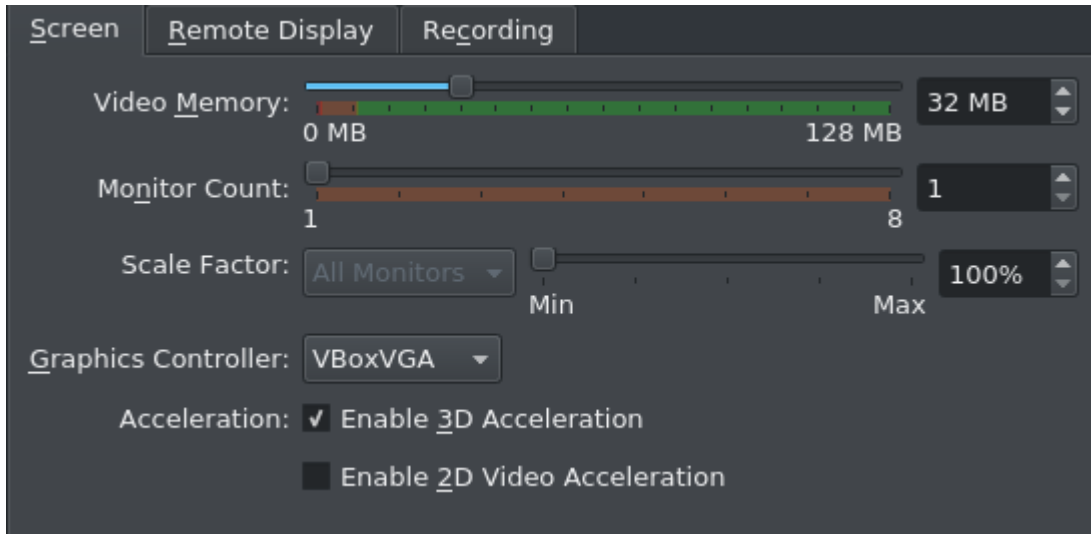 Screen Remote Display Recording
Video Memory: 32 MB
0 MB 128 MB
Monitor Count: 1
1 8
Scale Factor: All Monitors 100%
Min Max
Graphics Controller: VBoxVGA
Acceleration: Enable 3D Acceleration
Enable 2D Video Acceleration